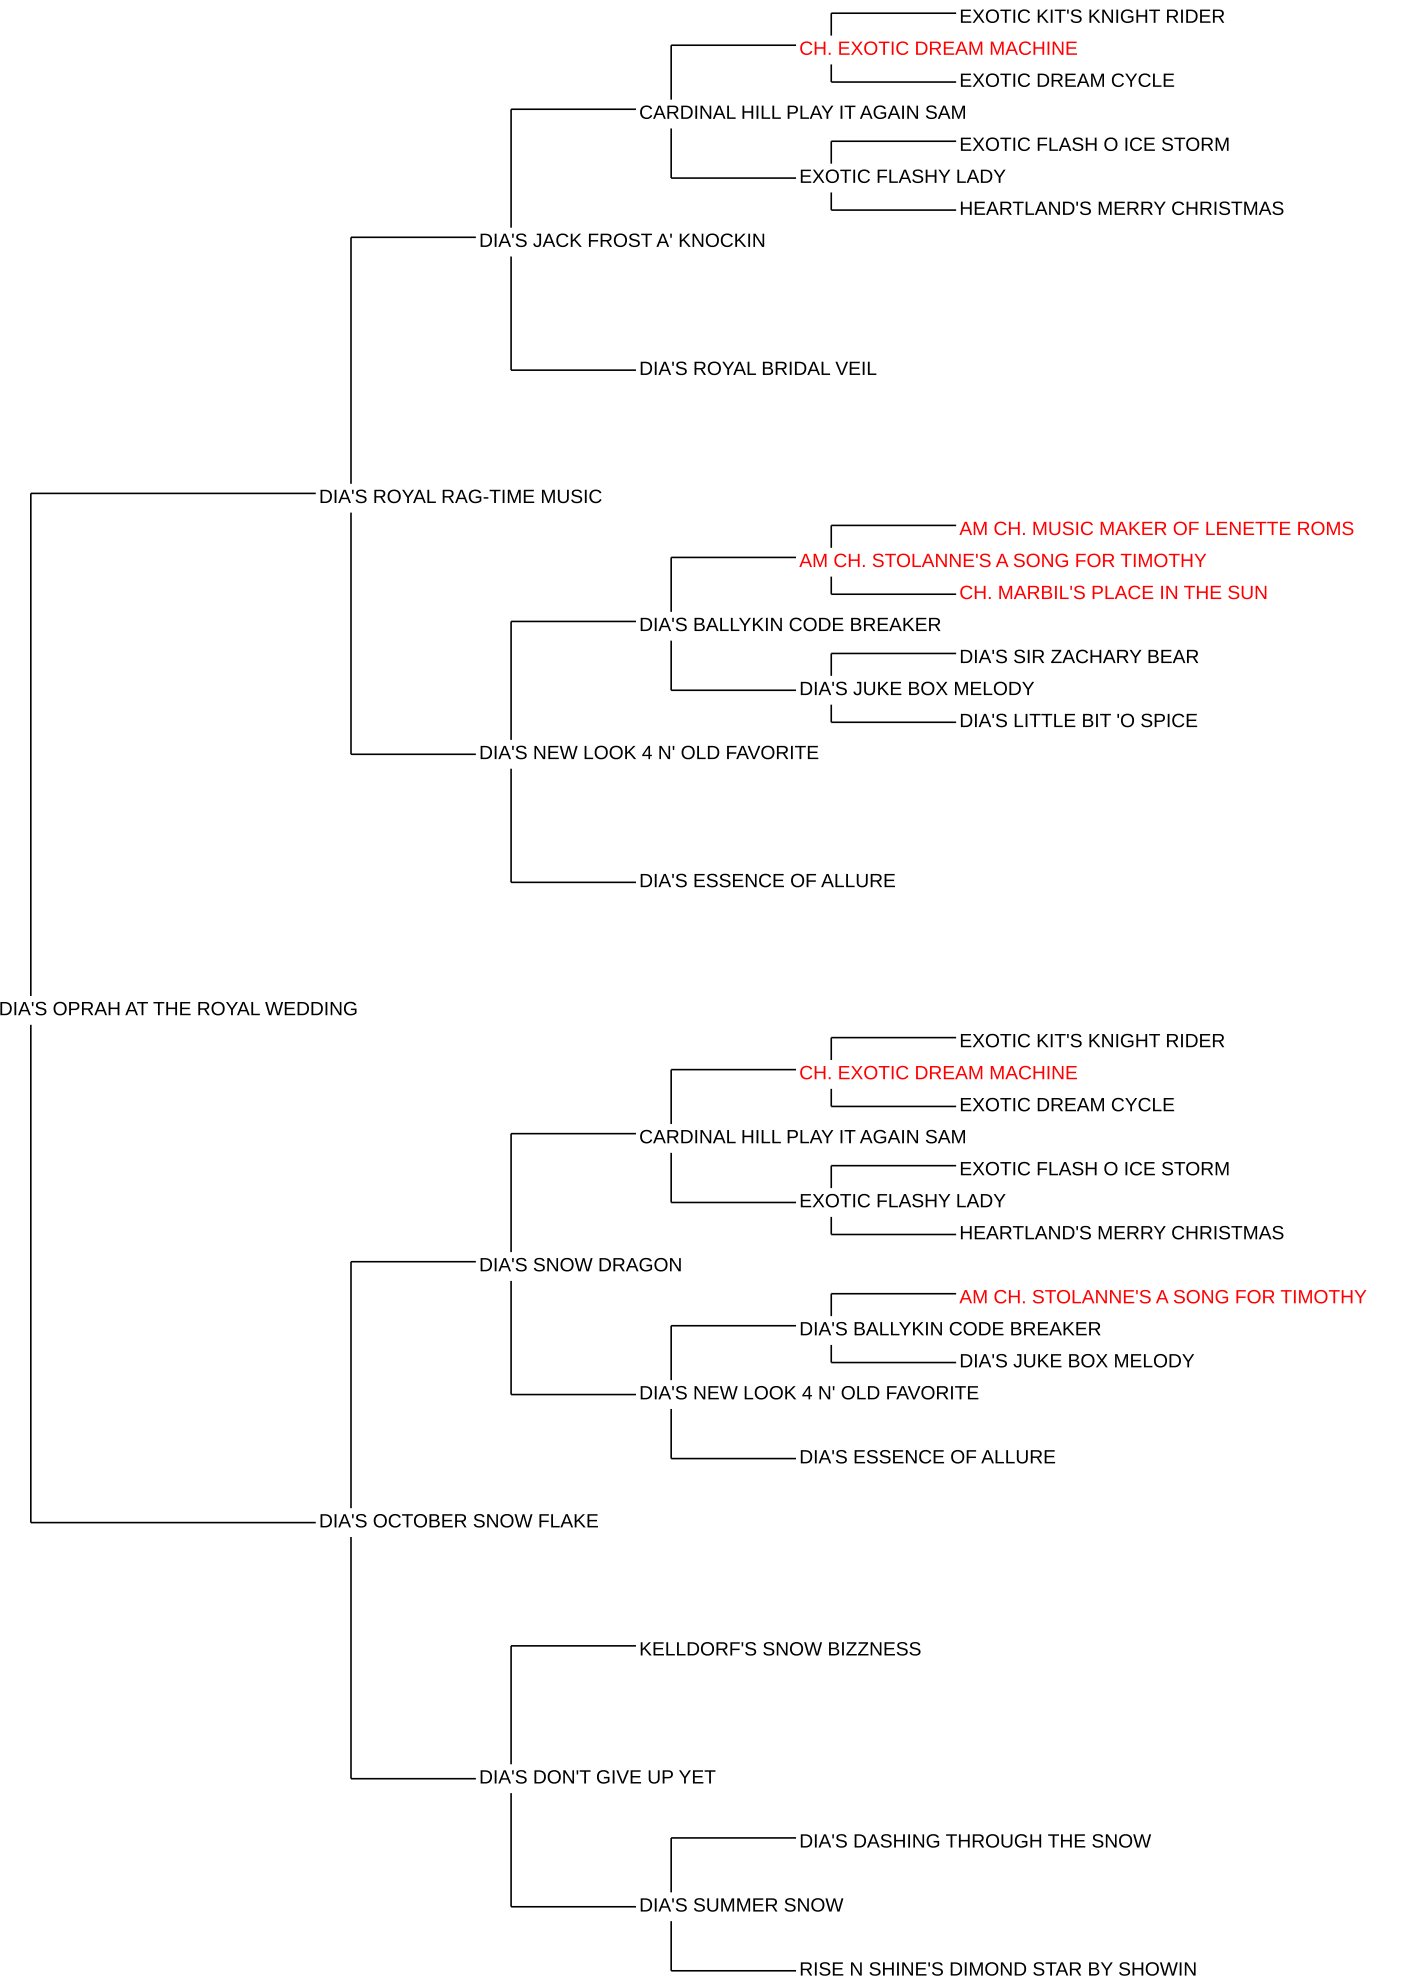 EXOTIC KIT'S KNIGHT RIDER
CH. EXOTIC DREAM MACHINE
EXOTIC DREAM CYCLE
CARDINAL HILL PLAY IT AGAIN SAM
EXOTIC FLASH O ICE STORM
EXOTIC FLASHY LADY
HEARTLAND'S MERRY CHRISTMAS
DIA'S JACK FROST A' KNOCKIN
DIA'S ROYAL BRIDAL VEIL
DIA'S ROYAL RAG-TIME MUSIC
AM CH. MUSIC MAKER OF LENETTE ROMS
AM CH. STOLANNE'S A SONG FOR TIMOTHY
CH. MARBIL'S PLACE IN THE SUN
DIA'S BALLYKIN CODE BREAKER
DIA'S SIR ZACHARY BEAR
DIA'S JUKE BOX MELODY
DIA'S LITTLE BIT 'O SPICE
DIA'S NEW LOOK 4 N' OLD FAVORITE
DIA'S ESSENCE OF ALLURE
DIA'S OPRAH AT THE ROYAL WEDDING
EXOTIC KIT'S KNIGHT RIDER
CH. EXOTIC DREAM MACHINE
EXOTIC DREAM CYCLE
CARDINAL HILL PLAY IT AGAIN SAM
EXOTIC FLASH O ICE STORM
EXOTIC FLASHY LADY
HEARTLAND'S MERRY CHRISTMAS
DIA'S SNOW DRAGON
AM CH. STOLANNE'S A SONG FOR TIMOTHY
DIA'S BALLYKIN CODE BREAKER
DIA'S JUKE BOX MELODY
DIA'S NEW LOOK 4 N' OLD FAVORITE
DIA'S ESSENCE OF ALLURE
DIA'S OCTOBER SNOW FLAKE
KELLDORF'S SNOW BIZZNESS
DIA'S DON'T GIVE UP YET
DIA'S DASHING THROUGH THE SNOW
DIA'S SUMMER SNOW
RISE N SHINE'S DIMOND STAR BY SHOWIN